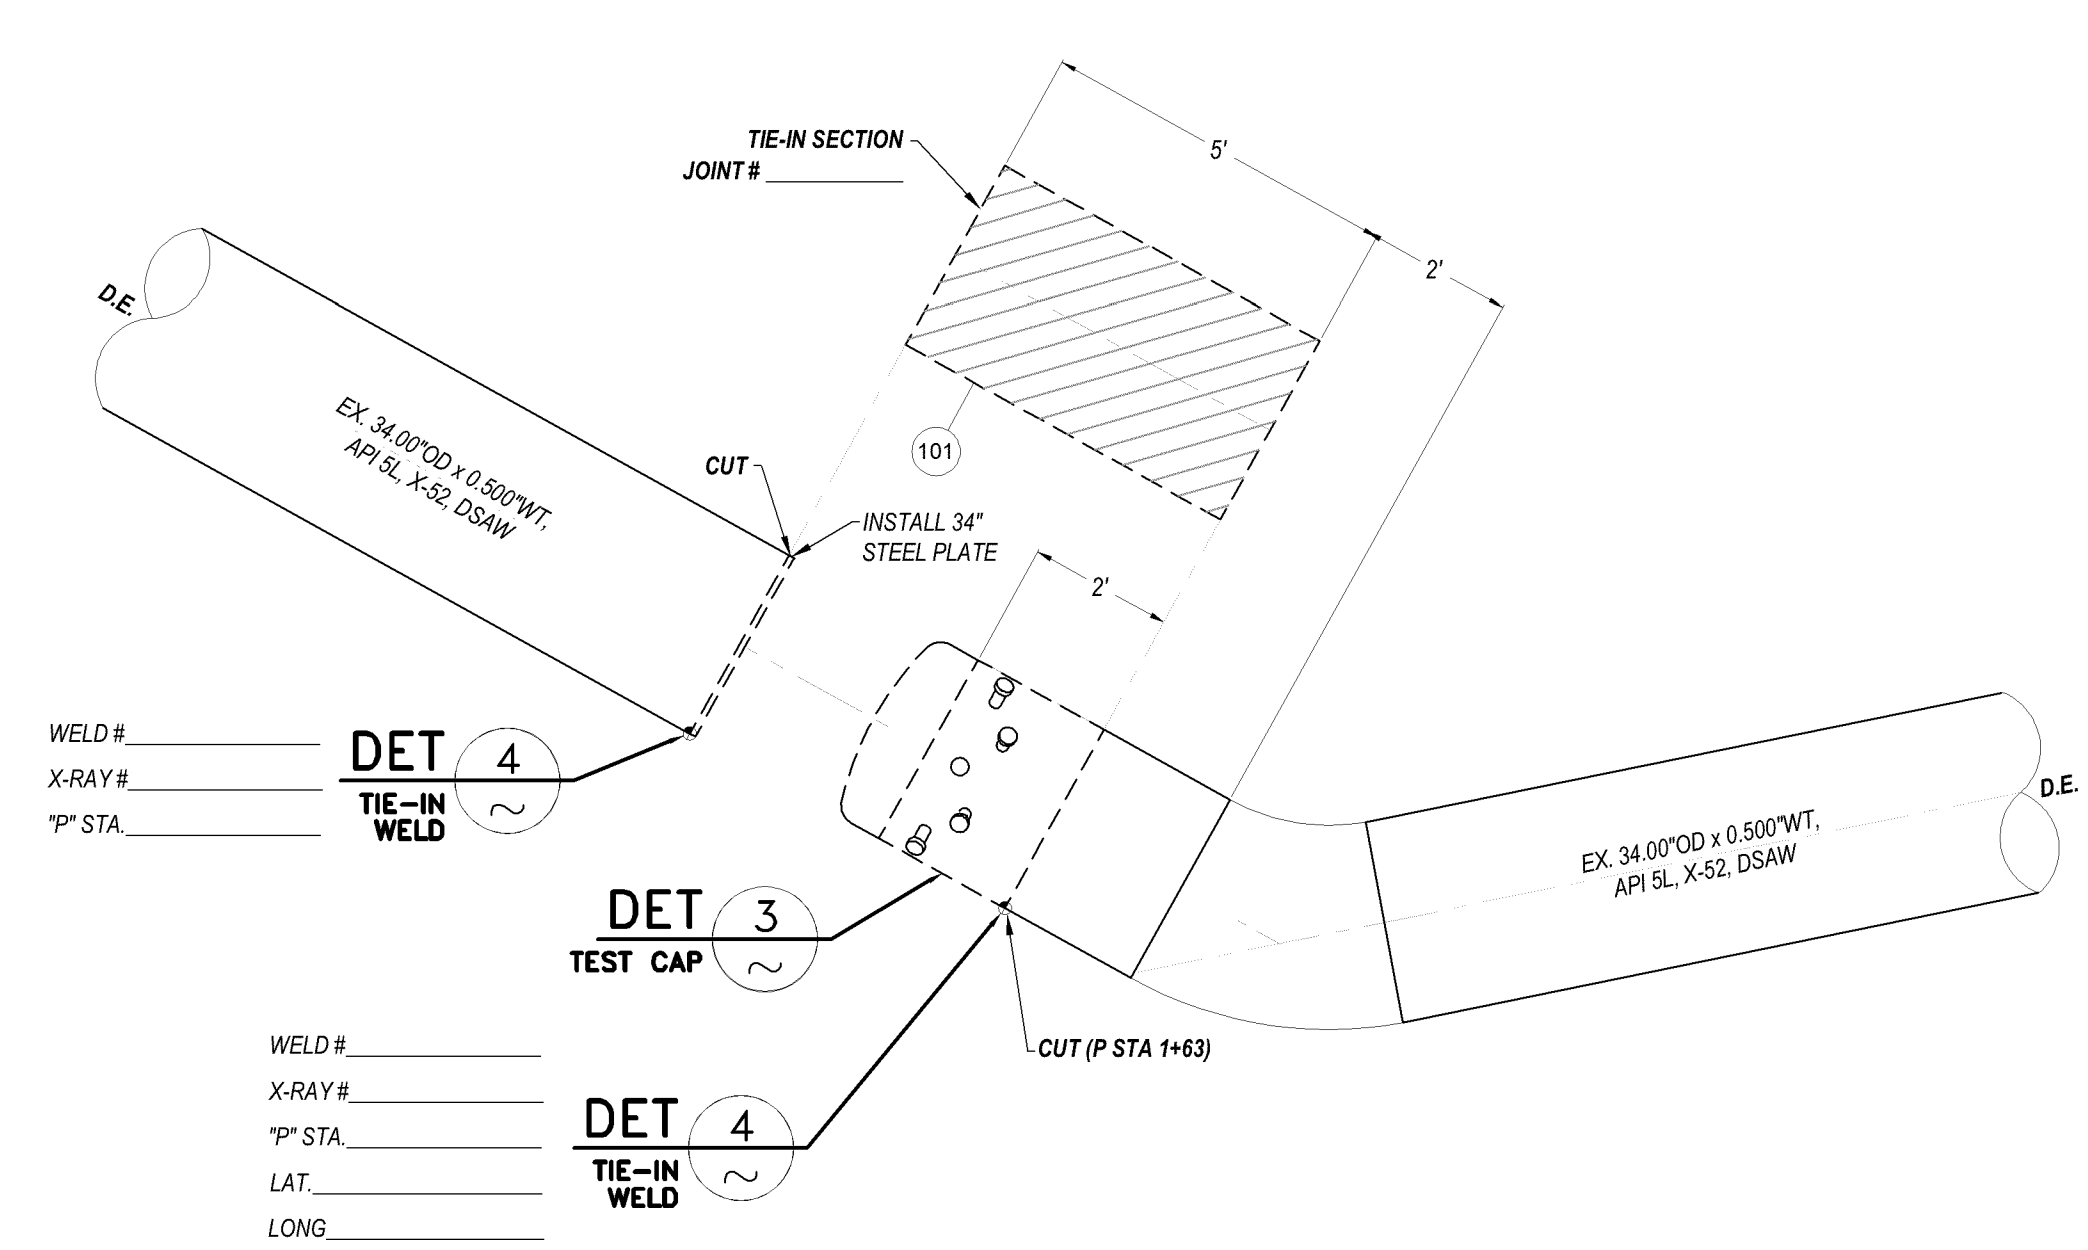 5'
TIE-IN SECTION
JOINT #
2'
D.E.
EX. 34.00"OD x 0.500"WT,
API 5L, X-52, DSAW
101
CUT
INSTALL 34"
STEEL PLATE
2'
WELD #
X-RAY #
"P" STA.
DET 4
TIE-IN ~
WELD
D.E.
EX. 34.00"OD x 0.500"WT,
API 5L, X-52, DSAW
DET 3
TEST CAP ~
CUT (P STA 1+63)
WELD #
X-RAY #
"P" STA.
LAT.
LONG
DET 4
TIE-IN ~
WELD